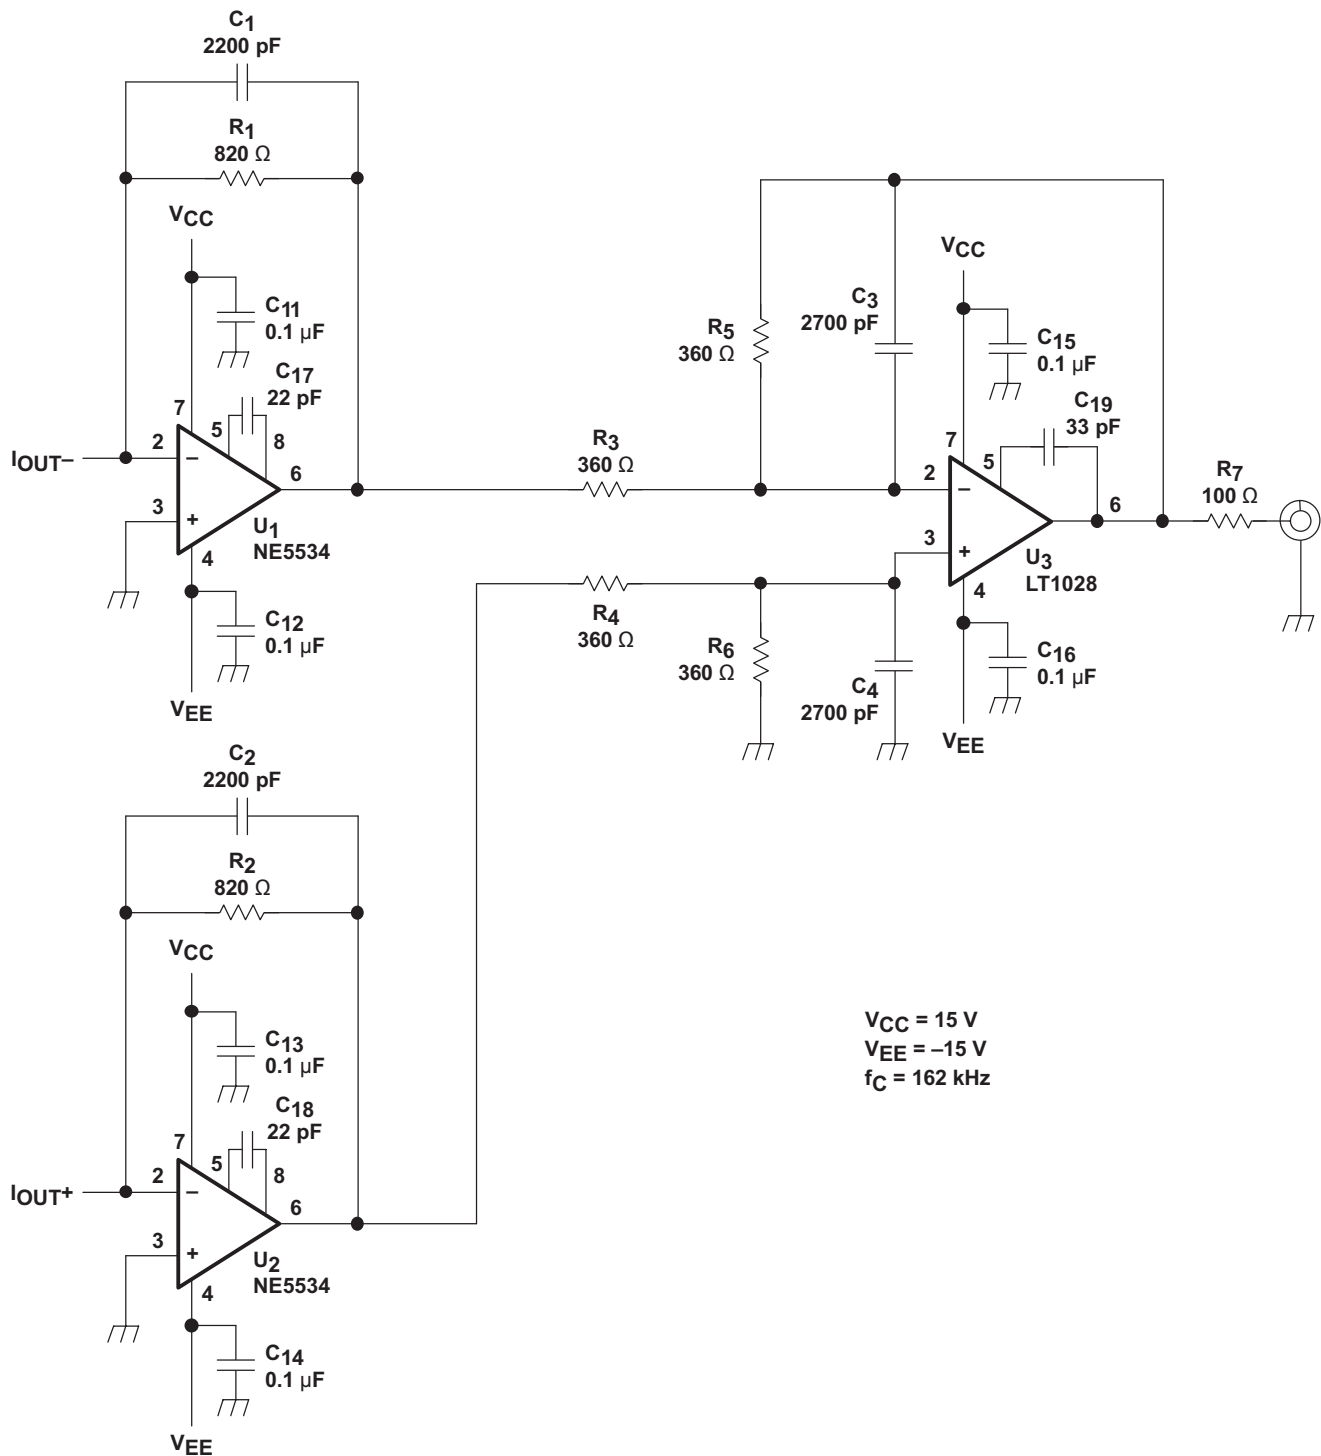 C1
2200 pF
R1
820 Ω
VCC
C11
0.1 µF
C17
22 pF
7
5
8
2
–
6
IOUT–
3
+
U1
NE5534
4
C12
0.1 µF
VEE
R3
360 Ω
R5
360 Ω
C3
2700 pF
VCC
C15
0.1 µF
C19
33 pF
7
5
2
–
6
R7
100 Ω
3
+
U3
LT1028
4
R4
360 Ω
R6
360 Ω
C4
2700 pF
C16
0.1 µF
VEE
C2
2200 pF
R2
820 Ω
VCC
C13
0.1 µF
C18
22 pF
7
5
8
2
–
6
IOUT+
3
+
U2
NE5534
4
C14
0.1 µF
VEE
VCC = 15 V
VEE = –15 V
fC = 162 kHz